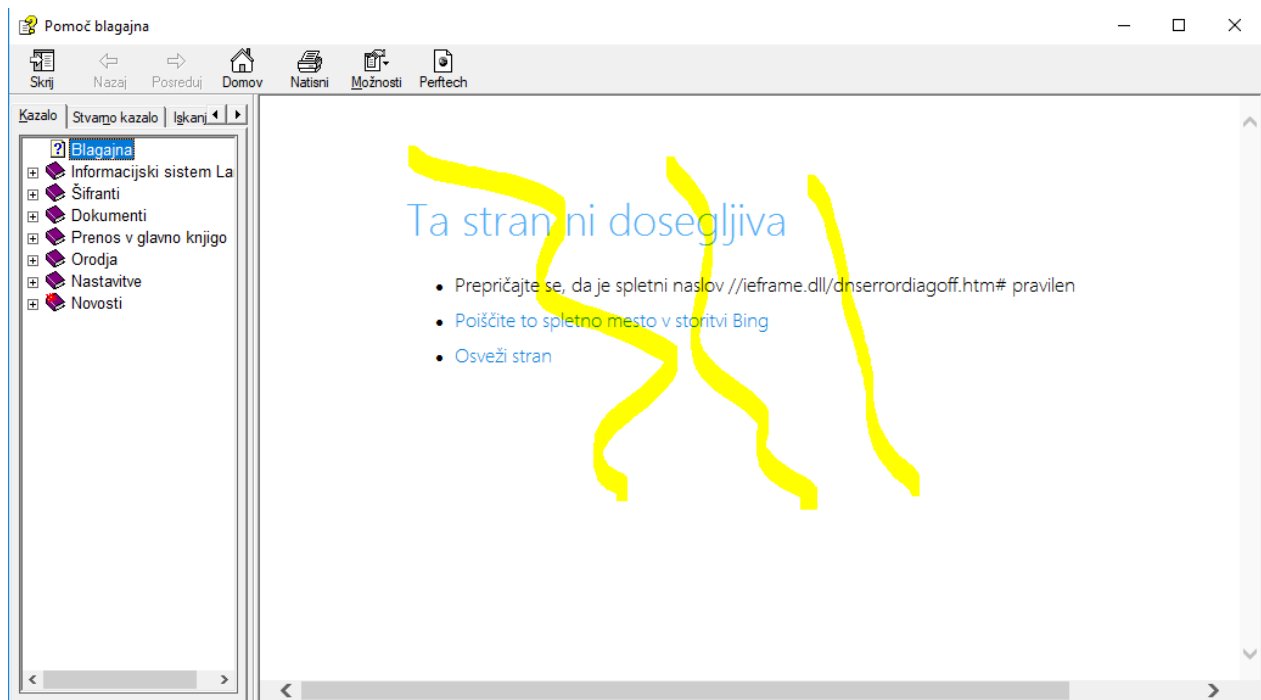 Pomoč blagajna
Skrij Nazaj Posreduj Domov Natisni Možnosti Perftech
Kazalo Stvarno kazalo Iskanj
Blagajna
Informacijski sistem La
Šifranti
Dokumenti
Prenos v glavno knjigo
Orodja
Nastavitve
Novosti
Ta stran ni dosegljiva
Prepričajte se, da je spletni naslov //ieframe.dll/dnserrordiagoff.htm# pravilen
Poiščite to spletno mesto v storitvi Bing
Osveži stran